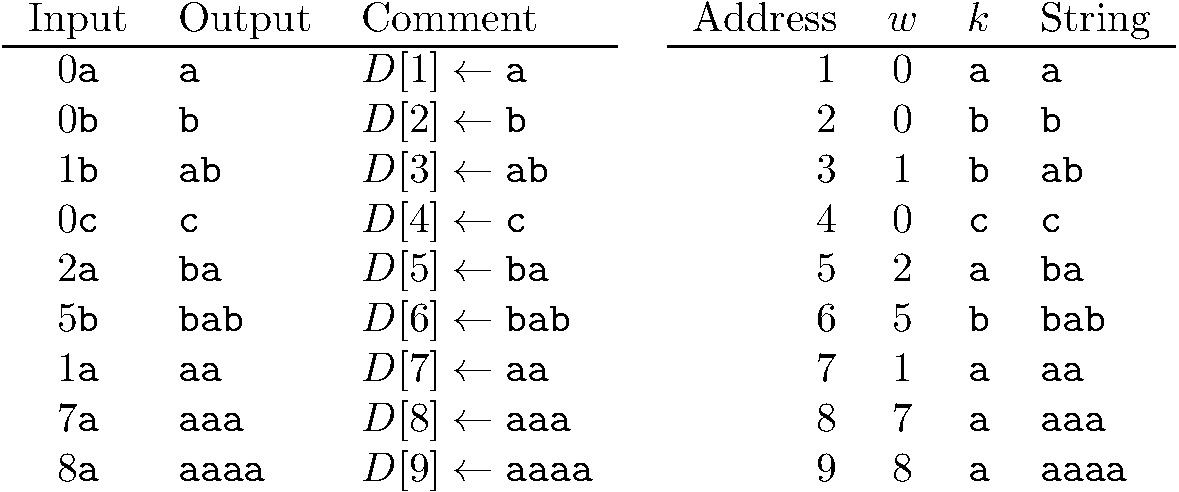 Input Output Comment Address w k String
0a a D[1] ← a 1 0 a a
0b b D[2] ← b 2 0 b b
1b ab D[3] ← ab 3 1 b ab
0c c D[4] ← c 4 0 c c
2a ba D[5] ← ba 5 2 a ba
5b bab D[6] ← bab 6 5 b bab
1a aa D[7] ← aa 7 1 a aa
7a aaa D[8] ← aaa 8 7 a aaa
8a aaaa D[9] ← aaaa 9 8 a aaaa